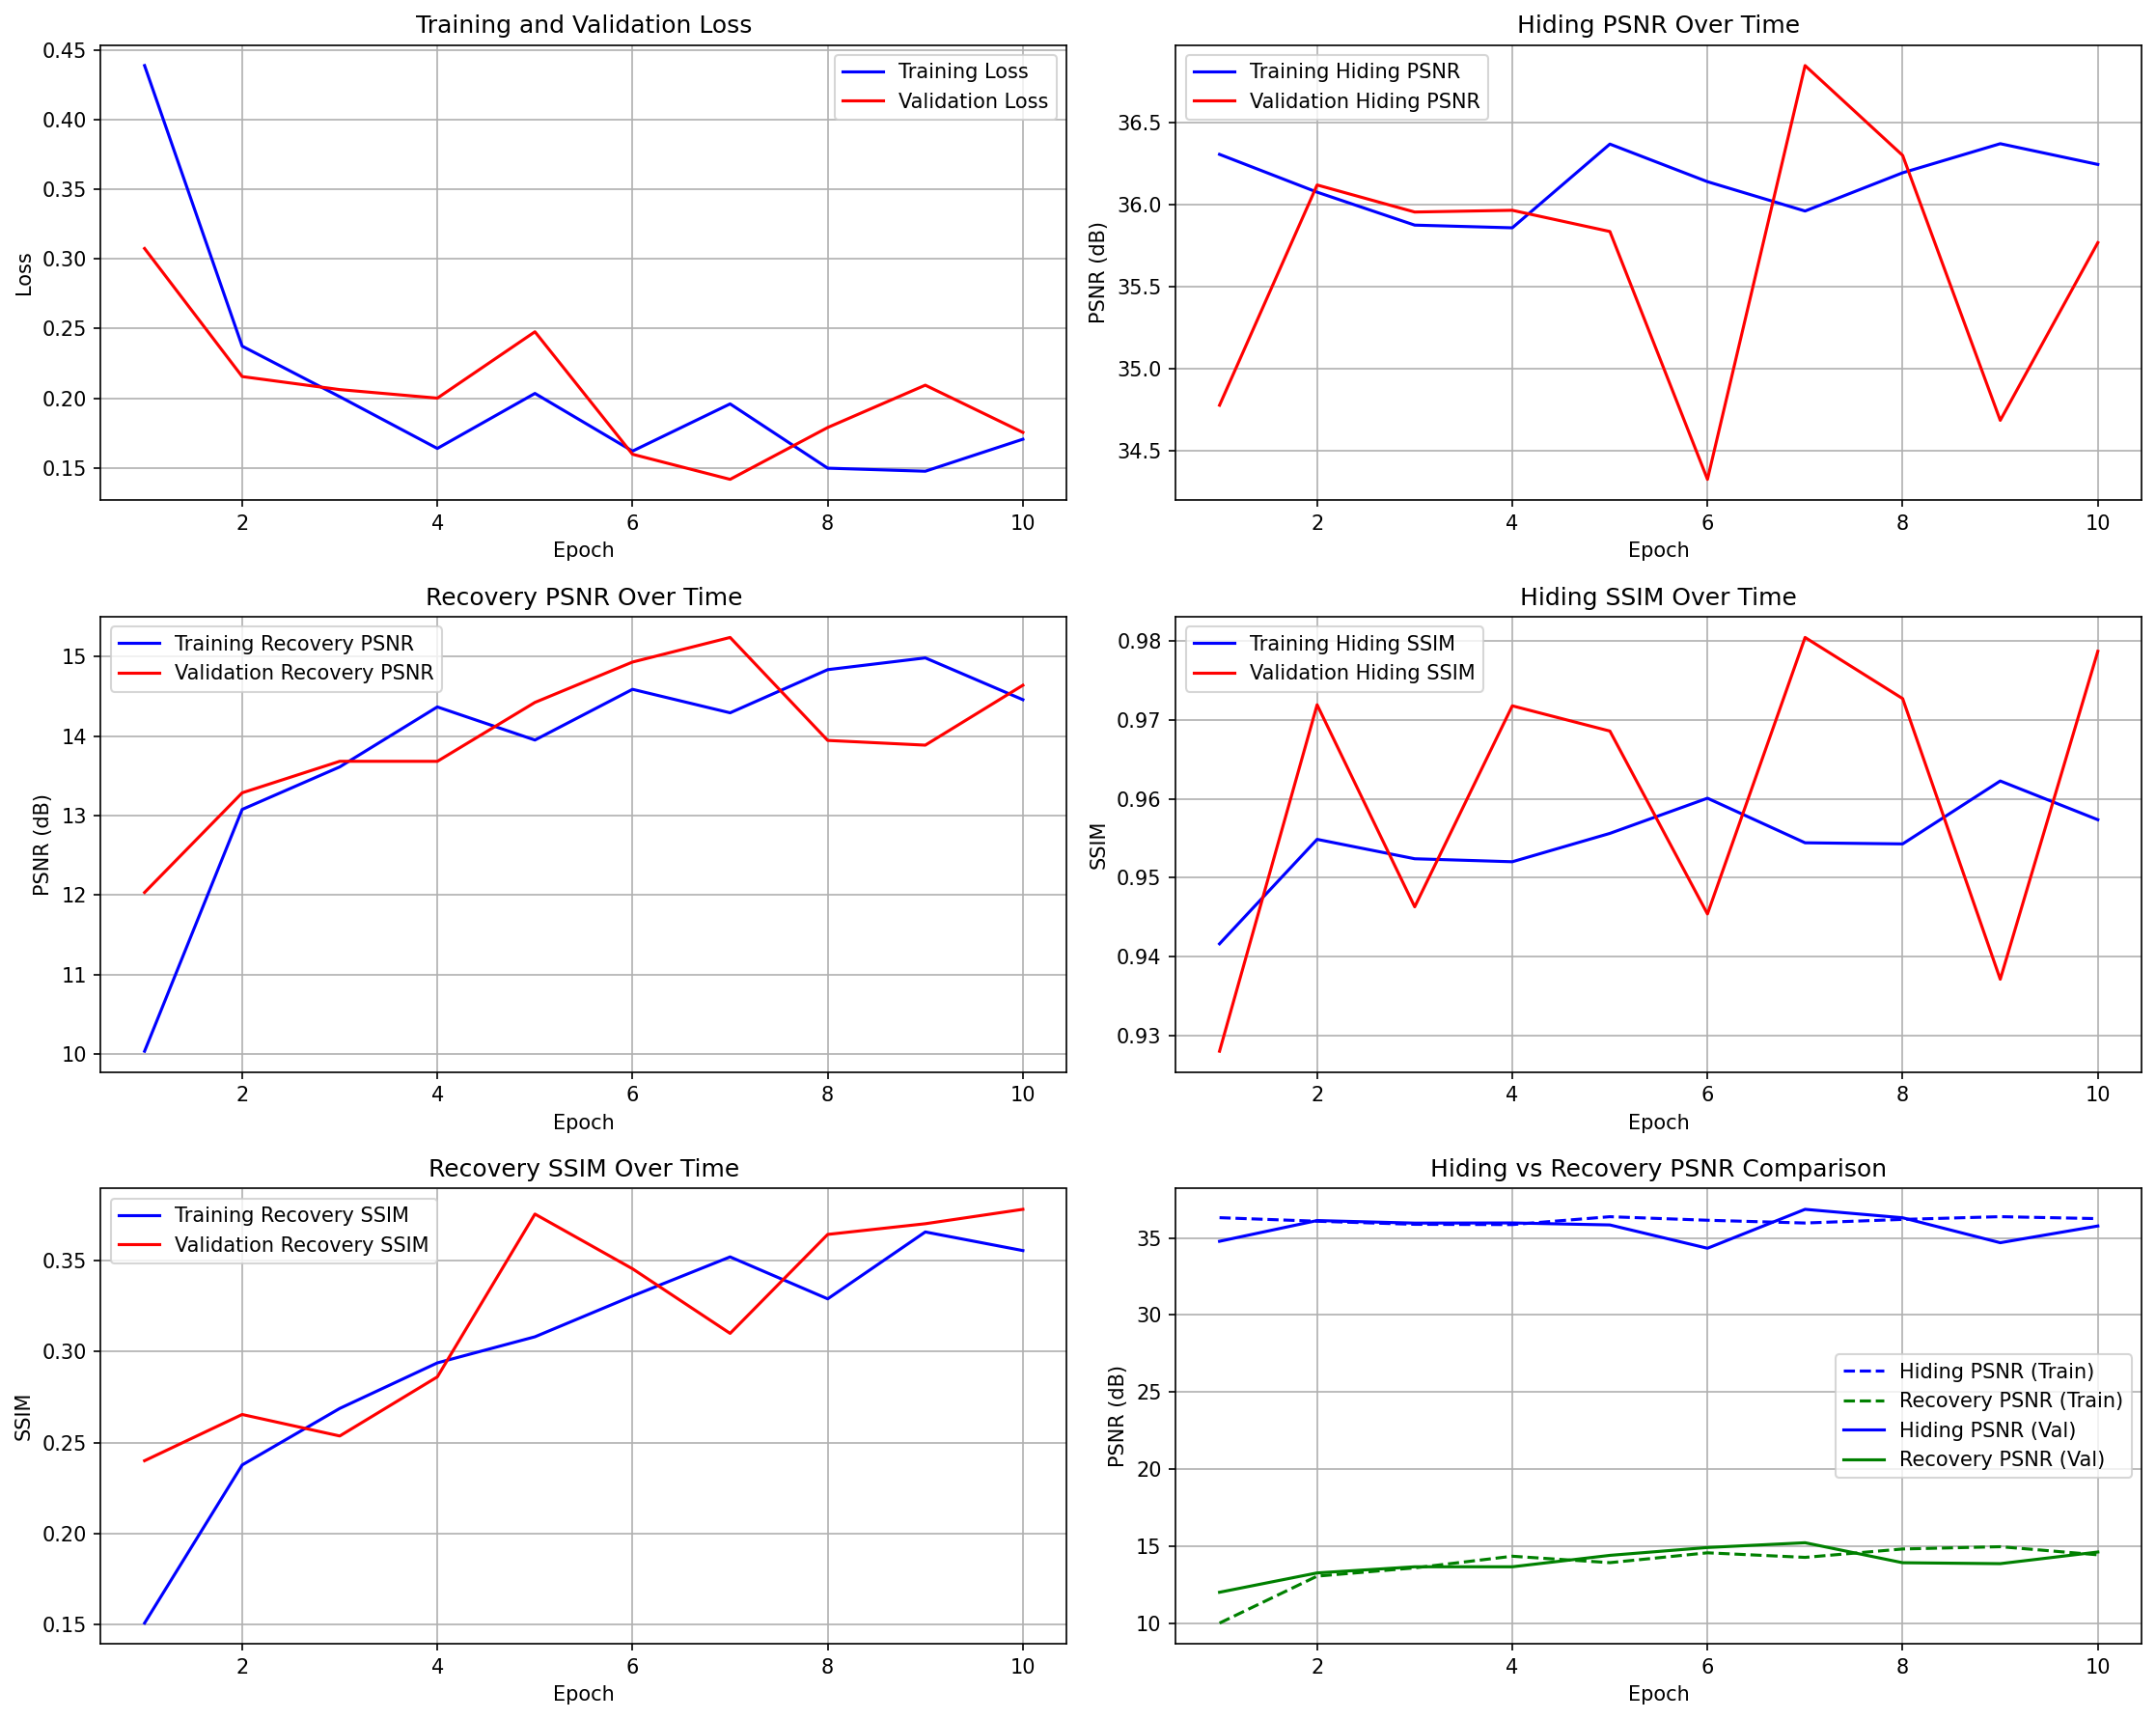 Training and Validation Loss
0.45
0.40
0.35
0.30
0.25
0.20
0.15
Loss
Training Loss
Validation Loss
2 4 6 8 10
Epoch
Hiding PSNR Over Time
36.5
36.0
35.5
35.0
34.5
PSNR (dB)
Training Hiding PSNR
Validation Hiding PSNR
2 4 6 8 10
Epoch
Recovery PSNR Over Time
15
14
13
12
11
10
PSNR (dB)
Training Recovery PSNR
Validation Recovery PSNR
2 4 6 8 10
Epoch
Hiding SSIM Over Time
0.98
0.97
0.96
0.95
0.94
0.93
SSIM
Training Hiding SSIM
Validation Hiding SSIM
2 4 6 8 10
Epoch
Recovery SSIM Over Time
0.35
0.30
0.25
0.20
0.15
SSIM
Training Recovery SSIM
Validation Recovery SSIM
2 4 6 8 10
Epoch
Hiding vs Recovery PSNR Comparison
35
30
25
20
15
10
PSNR (dB)
Hiding PSNR (Train)
Recovery PSNR (Train)
Hiding PSNR (Val)
Recovery PSNR (Val)
2 4 6 8 10
Epoch